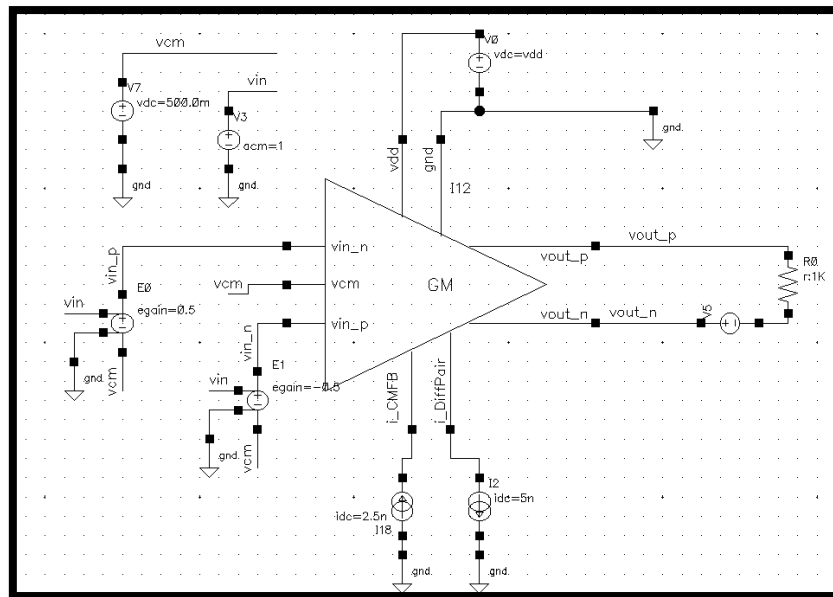 vcm
V7
vdc=500.0m
gnd.
vin
V3
acm=1
gnd.
V0
vdc=vdd
gnd.
vdd
gnd
I12
vin_p
vin_n
vin
E0
egain=0.5
gnd.
vcm
vcm
vcm
vin_p
GM
vin_n
vin
E1
egain=-0.5
gnd.
vcm
vout_p
vout_p
R0
r:1K
vout_n
vout_n
V5
i_CMFB
i_DiffPair
idc=2.5n
I18
gnd.
I2
idc=5n
gnd.